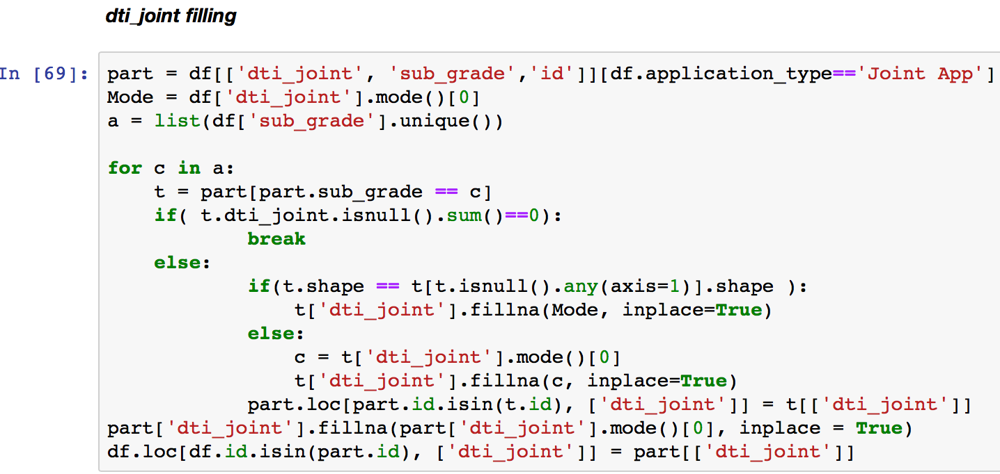 dti_joint filling
In [69]:
part = df[['dti_joint', 'sub_grade','id']][df.application_type=='Joint App']
Mode = df['dti_joint'].mode()[0]
a = list(df['sub_grade'].unique())
for c in a:
    t = part[part.sub_grade == c]
    if( t.dti_joint.isnull().sum()==0):
            break
    else:
            if(t.shape == t[t.isnull().any(axis=1)].shape ):
                t['dti_joint'].fillna(Mode, inplace=True)
            else:
                c = t['dti_joint'].mode()[0]
                t['dti_joint'].fillna(c, inplace=True)
            part.loc[part.id.isin(t.id), ['dti_joint']] = t[['dti_joint']]
part['dti_joint'].fillna(part['dti_joint'].mode()[0], inplace = True)
df.loc[df.id.isin(part.id), ['dti_joint']] = part[['dti_joint']]